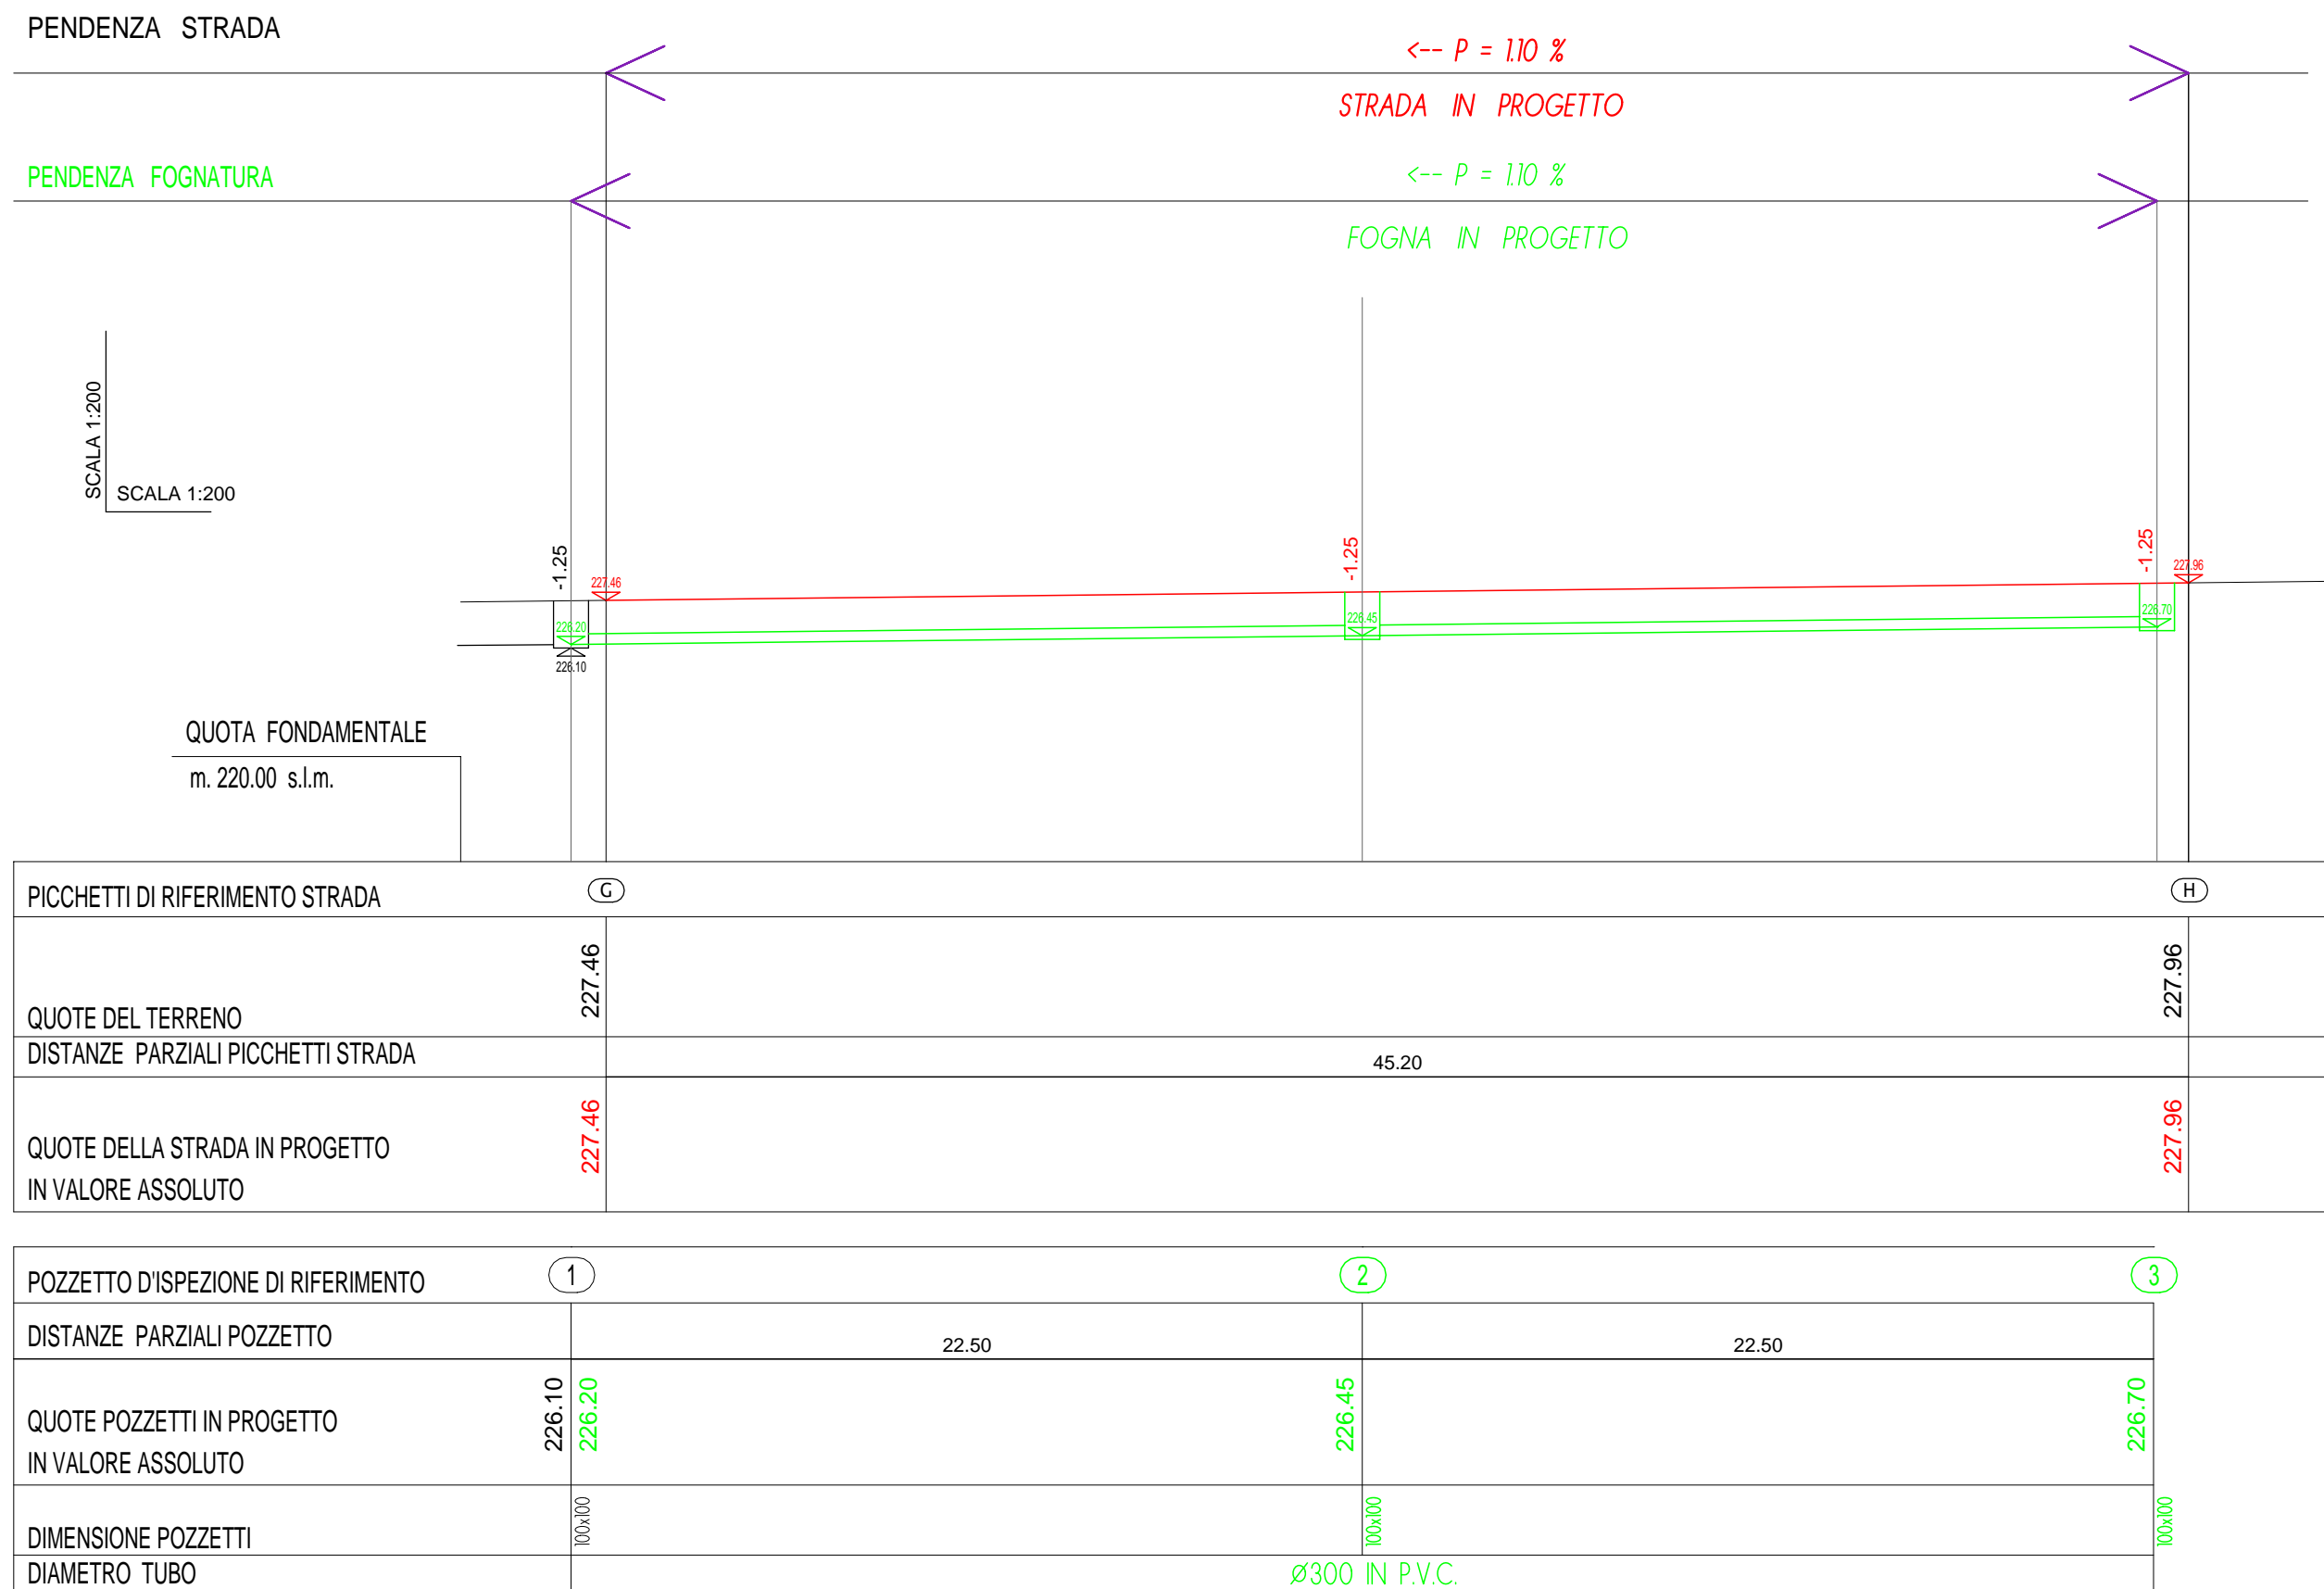 PENDENZA STRADA
<-- P = 1.10 %
STRADA IN PROGETTO
PENDENZA FOGNATURA
<-- P = 1.10 %
FOGNA IN PROGETTO
SCALA 1:200
SCALA 1:200
-1.25
-1.25
-1.25
227.46
227.96
226.20
226.45
226.70
226.10
QUOTA FONDAMENTALE
m. 220.00 s.l.m.
PICCHETTI DI RIFERIMENTO STRADA
G
H
QUOTE DEL TERRENO
227.46
227.96
DISTANZE PARZIALI PICCHETTI STRADA
45.20
QUOTE DELLA STRADA IN PROGETTO
IN VALORE ASSOLUTO
227.46
227.96
POZZETTO D'ISPEZIONE DI RIFERIMENTO
1
2
3
DISTANZE PARZIALI POZZETTO
22.50
22.50
QUOTE POZZETTI IN PROGETTO
IN VALORE ASSOLUTO
226.10
226.20
226.45
226.70
DIMENSIONE POZZETTI
100x100
100x100
100x100
DIAMETRO TUBO
Ø300 IN P.V.C.